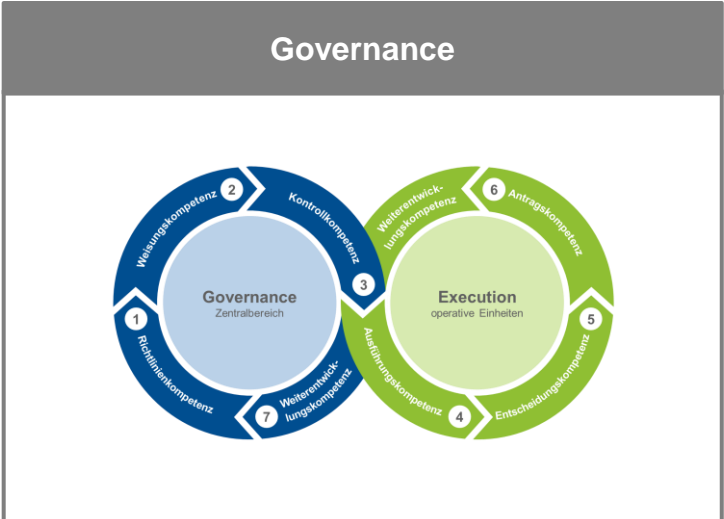 Governance
Weisungskompetenz
2
Kontrollkompetenz
3
Governance
Zentralbereich
1
Richtlinienkompetenz
7
Weiterentwick-
lungskompetenz
Weiterentwick-
lungskompetenz
6
Antragskompetenz
Execution
operative Einheiten
5
Ausführungskompetenz
4
Entscheidungskompetenz